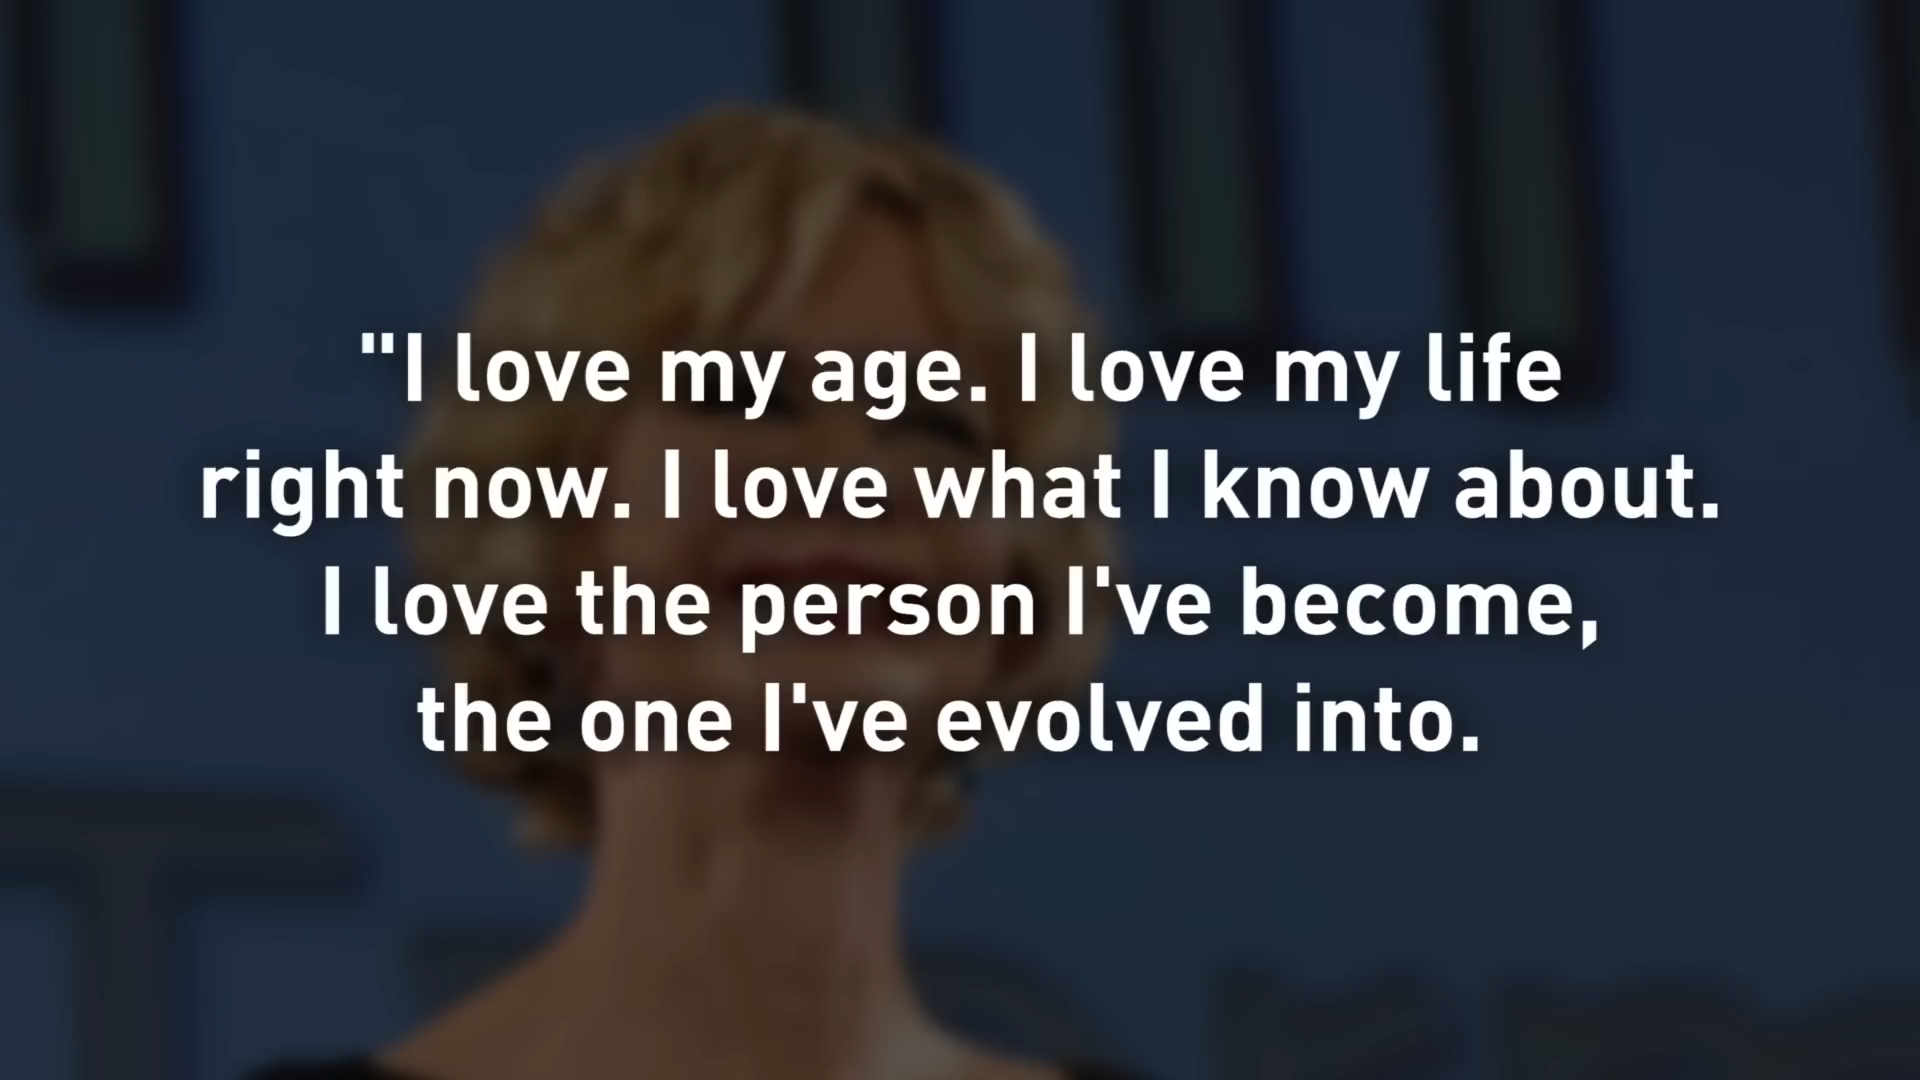 "I love my age. I love my life
right now. I love what I know about.
I love the person I've become,
the one I've evolved into.